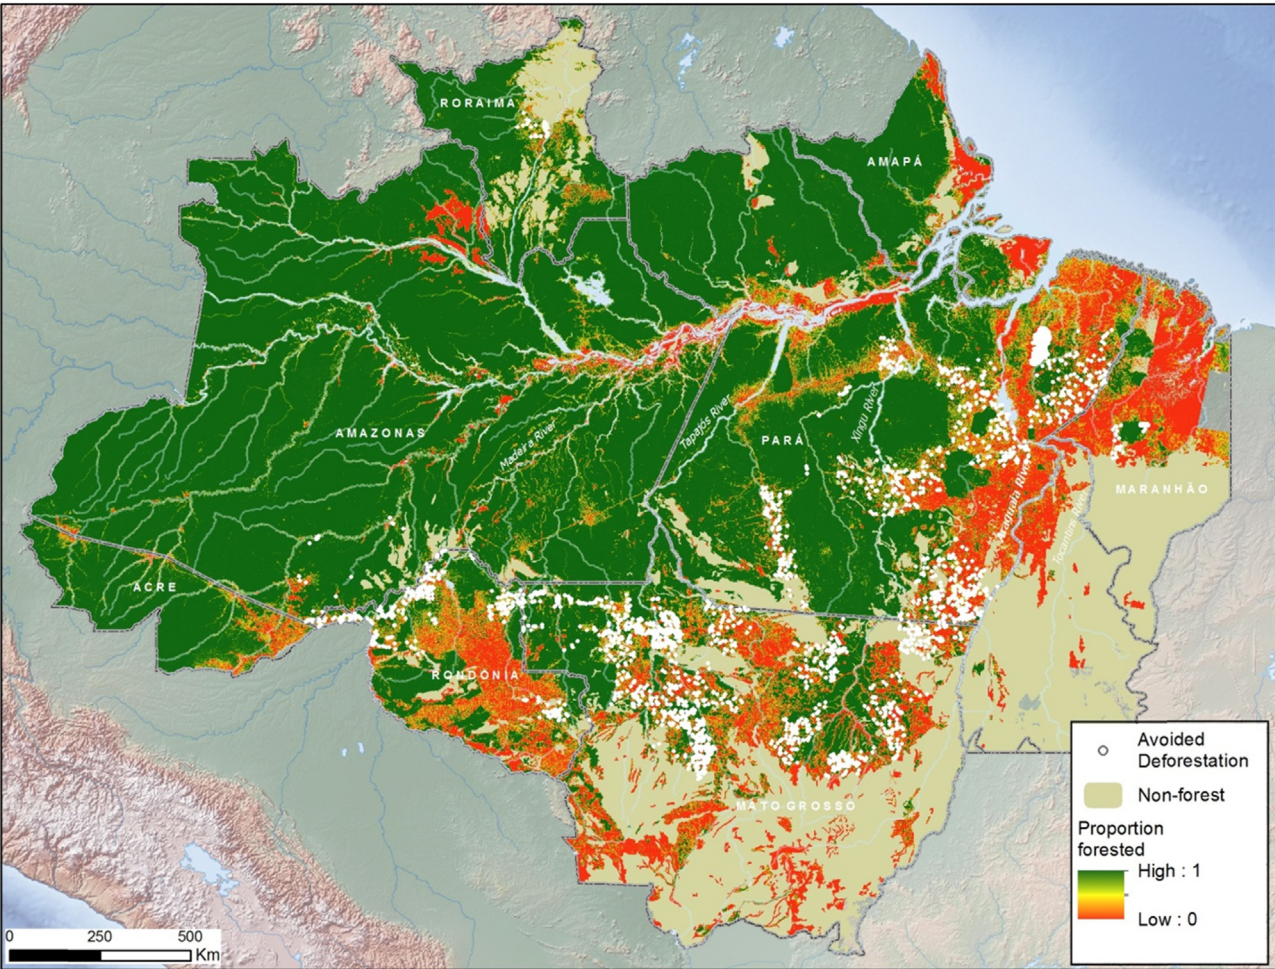 RORAIMA
AMAPÁ
AMAZONAS
Madeira River
Tapajós River
PARÁ
Xingu River
Araguaia River
Tocantins River
MARANHÃO
ACRE
RONDÔNIA
MATO GROSSO
Avoided
Deforestation
Non-forest
Proportion
forested
High : 1
Low : 0
0 250 500
Km